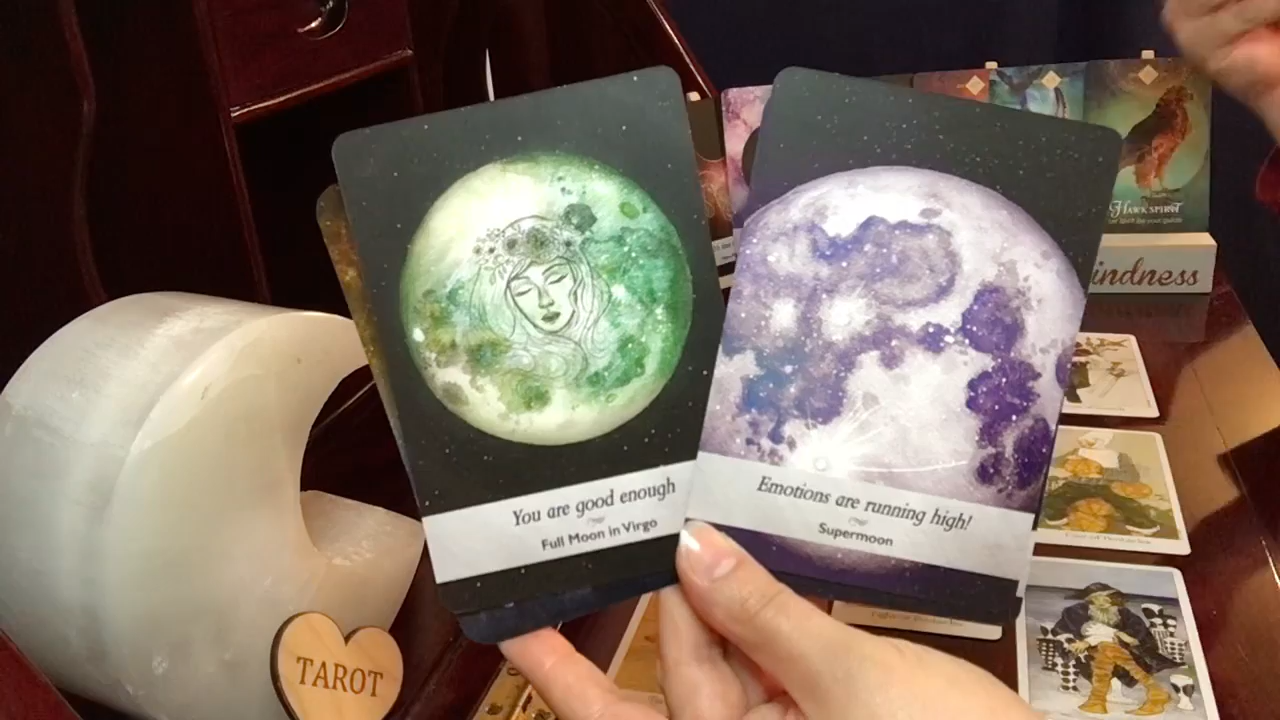 You are good enough
Full Moon in Virgo
Emotions are running high!
Supermoon
HAWK SPIRIT
indness
TAROT